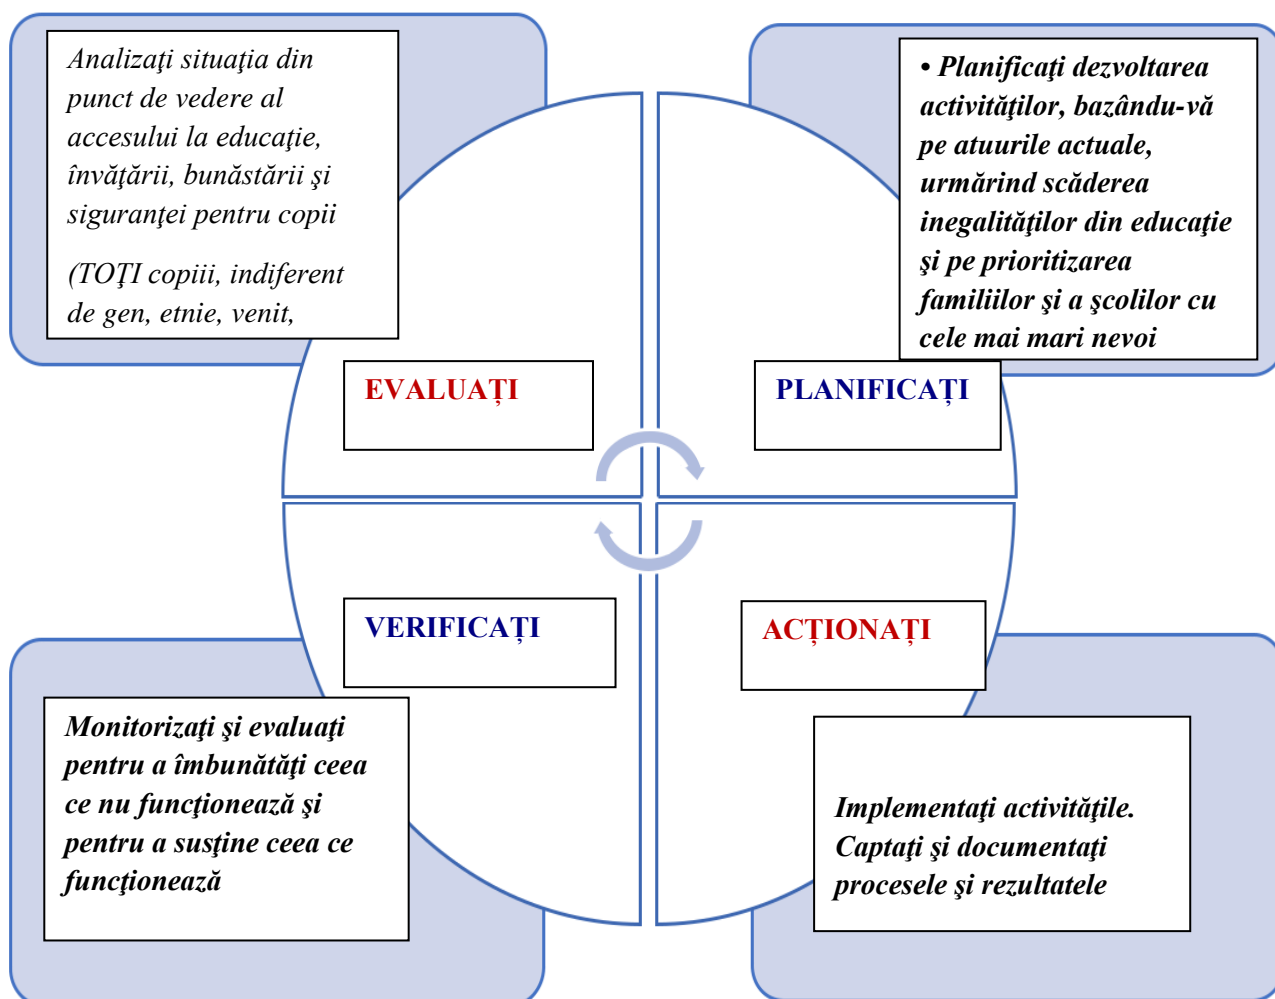 Analizaţi situaţia din
punct de vedere al
accesului la educaţie,
învăţării, bunăstării şi
siguranţei pentru copii
(TOŢI copiii, indiferent
de gen, etnie, venit,
• Planificaţi dezvoltarea
activităţilor, bazându-vă
pe atuurile actuale,
urmărind scăderea
inegalităţilor din educaţie
şi pe prioritizarea
familiilor şi a şcolilor cu
cele mai mari nevoi
EVALUAȚI
PLANIFICAȚI
VERIFICAȚI
ACȚIONAȚI
Monitorizaţi şi evaluaţi
pentru a îmbunătăţi ceea
ce nu funcţionează şi
pentru a susţine ceea ce
funcţionează
Implementaţi activităţile.
Captaţi şi documentaţi
procesele şi rezultatele